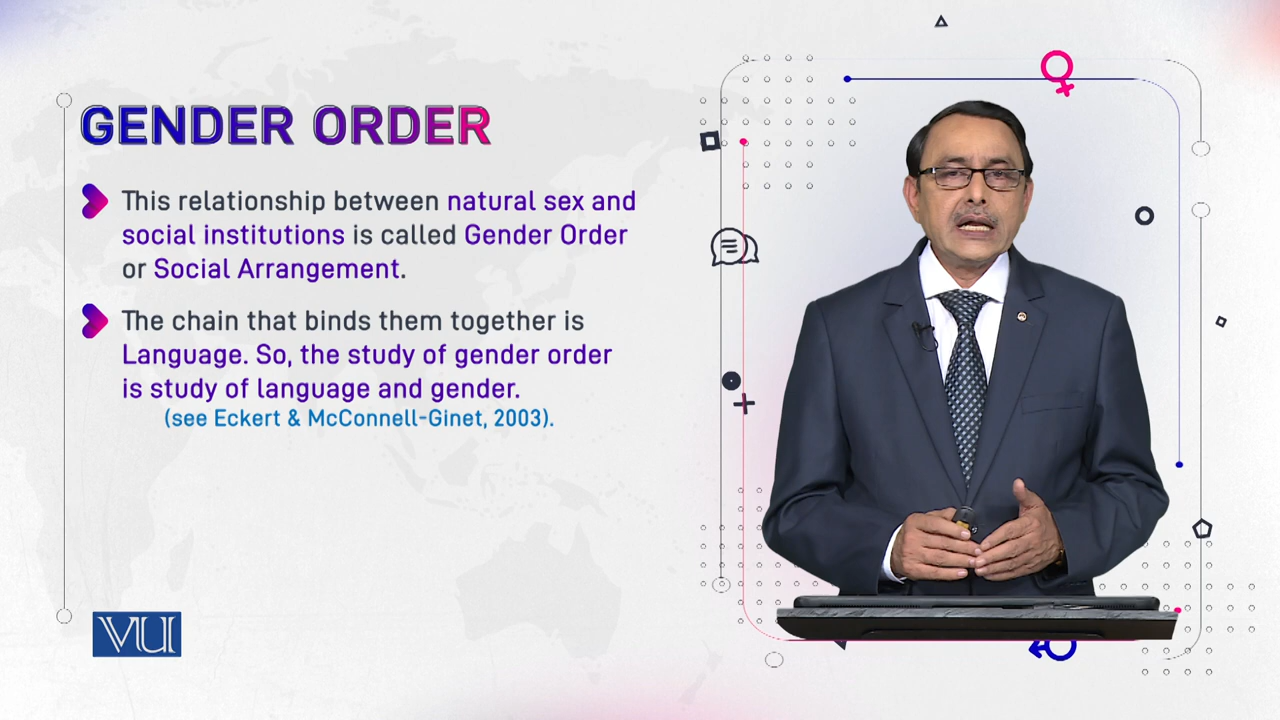 GENDER ORDER
This relationship between natural sex and
social institutions is called Gender Order
or Social Arrangement.
The chain that binds them together is
Language. So, the study of gender order
is study of language and gender.
(see Eckert & McConnell-Ginet, 2003).
VU